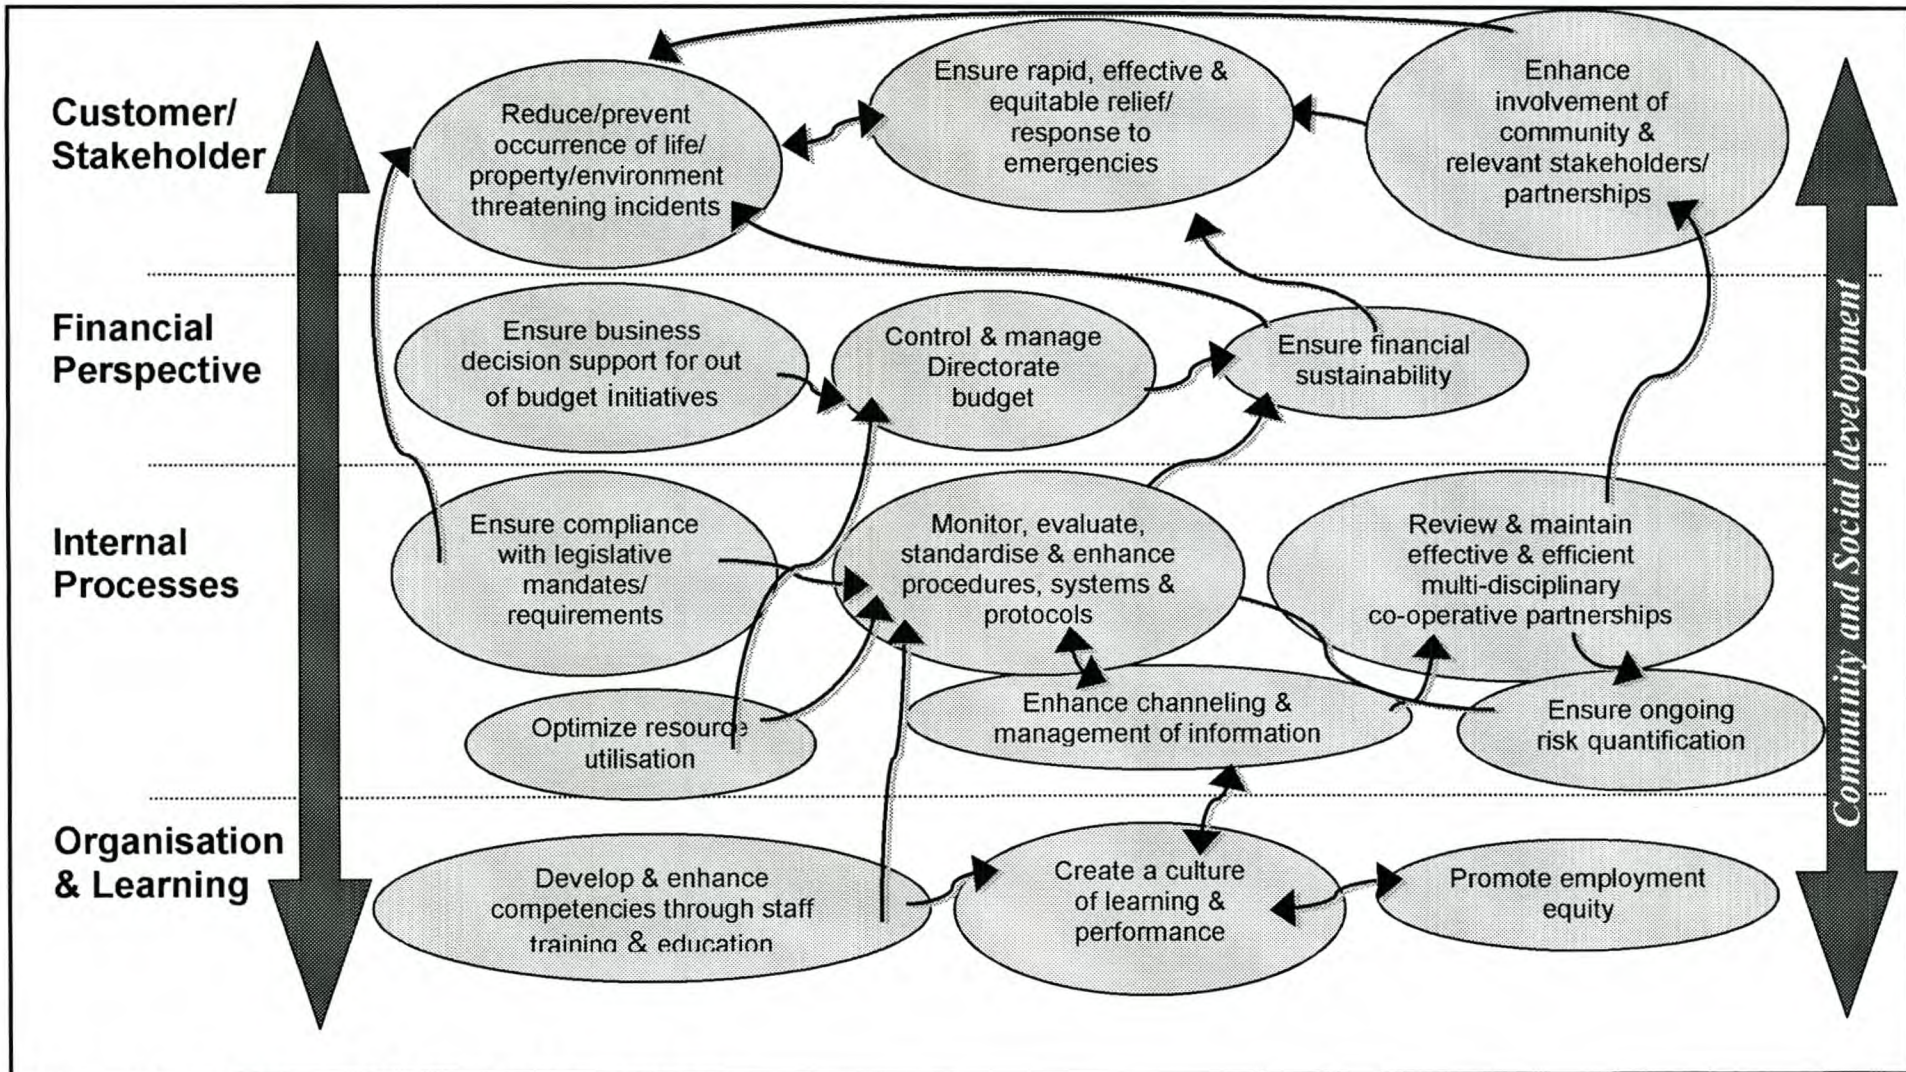 Customer/
Stakeholder
Reduce/prevent
occurrence of life/
property/environment
threatening incidents
Ensure rapid, effective &
equitable relief/
response to
emergencies
Enhance
involvement of
community &
relevant stakeholders/
partnerships
Financial
Perspective
Ensure business
decision support for out
of budget initiatives
Control & manage
Directorate
budget
Ensure financial
sustainability
Internal
Processes
Ensure compliance
with legislative
mandates/
requirements
Monitor, evaluate,
standardise & enhance
procedures, systems &
protocols
Review & maintain
effective & efficient
multi-disciplinary
co-operative partnerships
Optimize resource
utilisation
Enhance channeling &
management of information
Ensure ongoing
risk quantification
Organisation
& Learning
Develop & enhance
competencies through staff
training & education
Create a culture
of learning &
performance
Promote employment
equity
Community and Social development